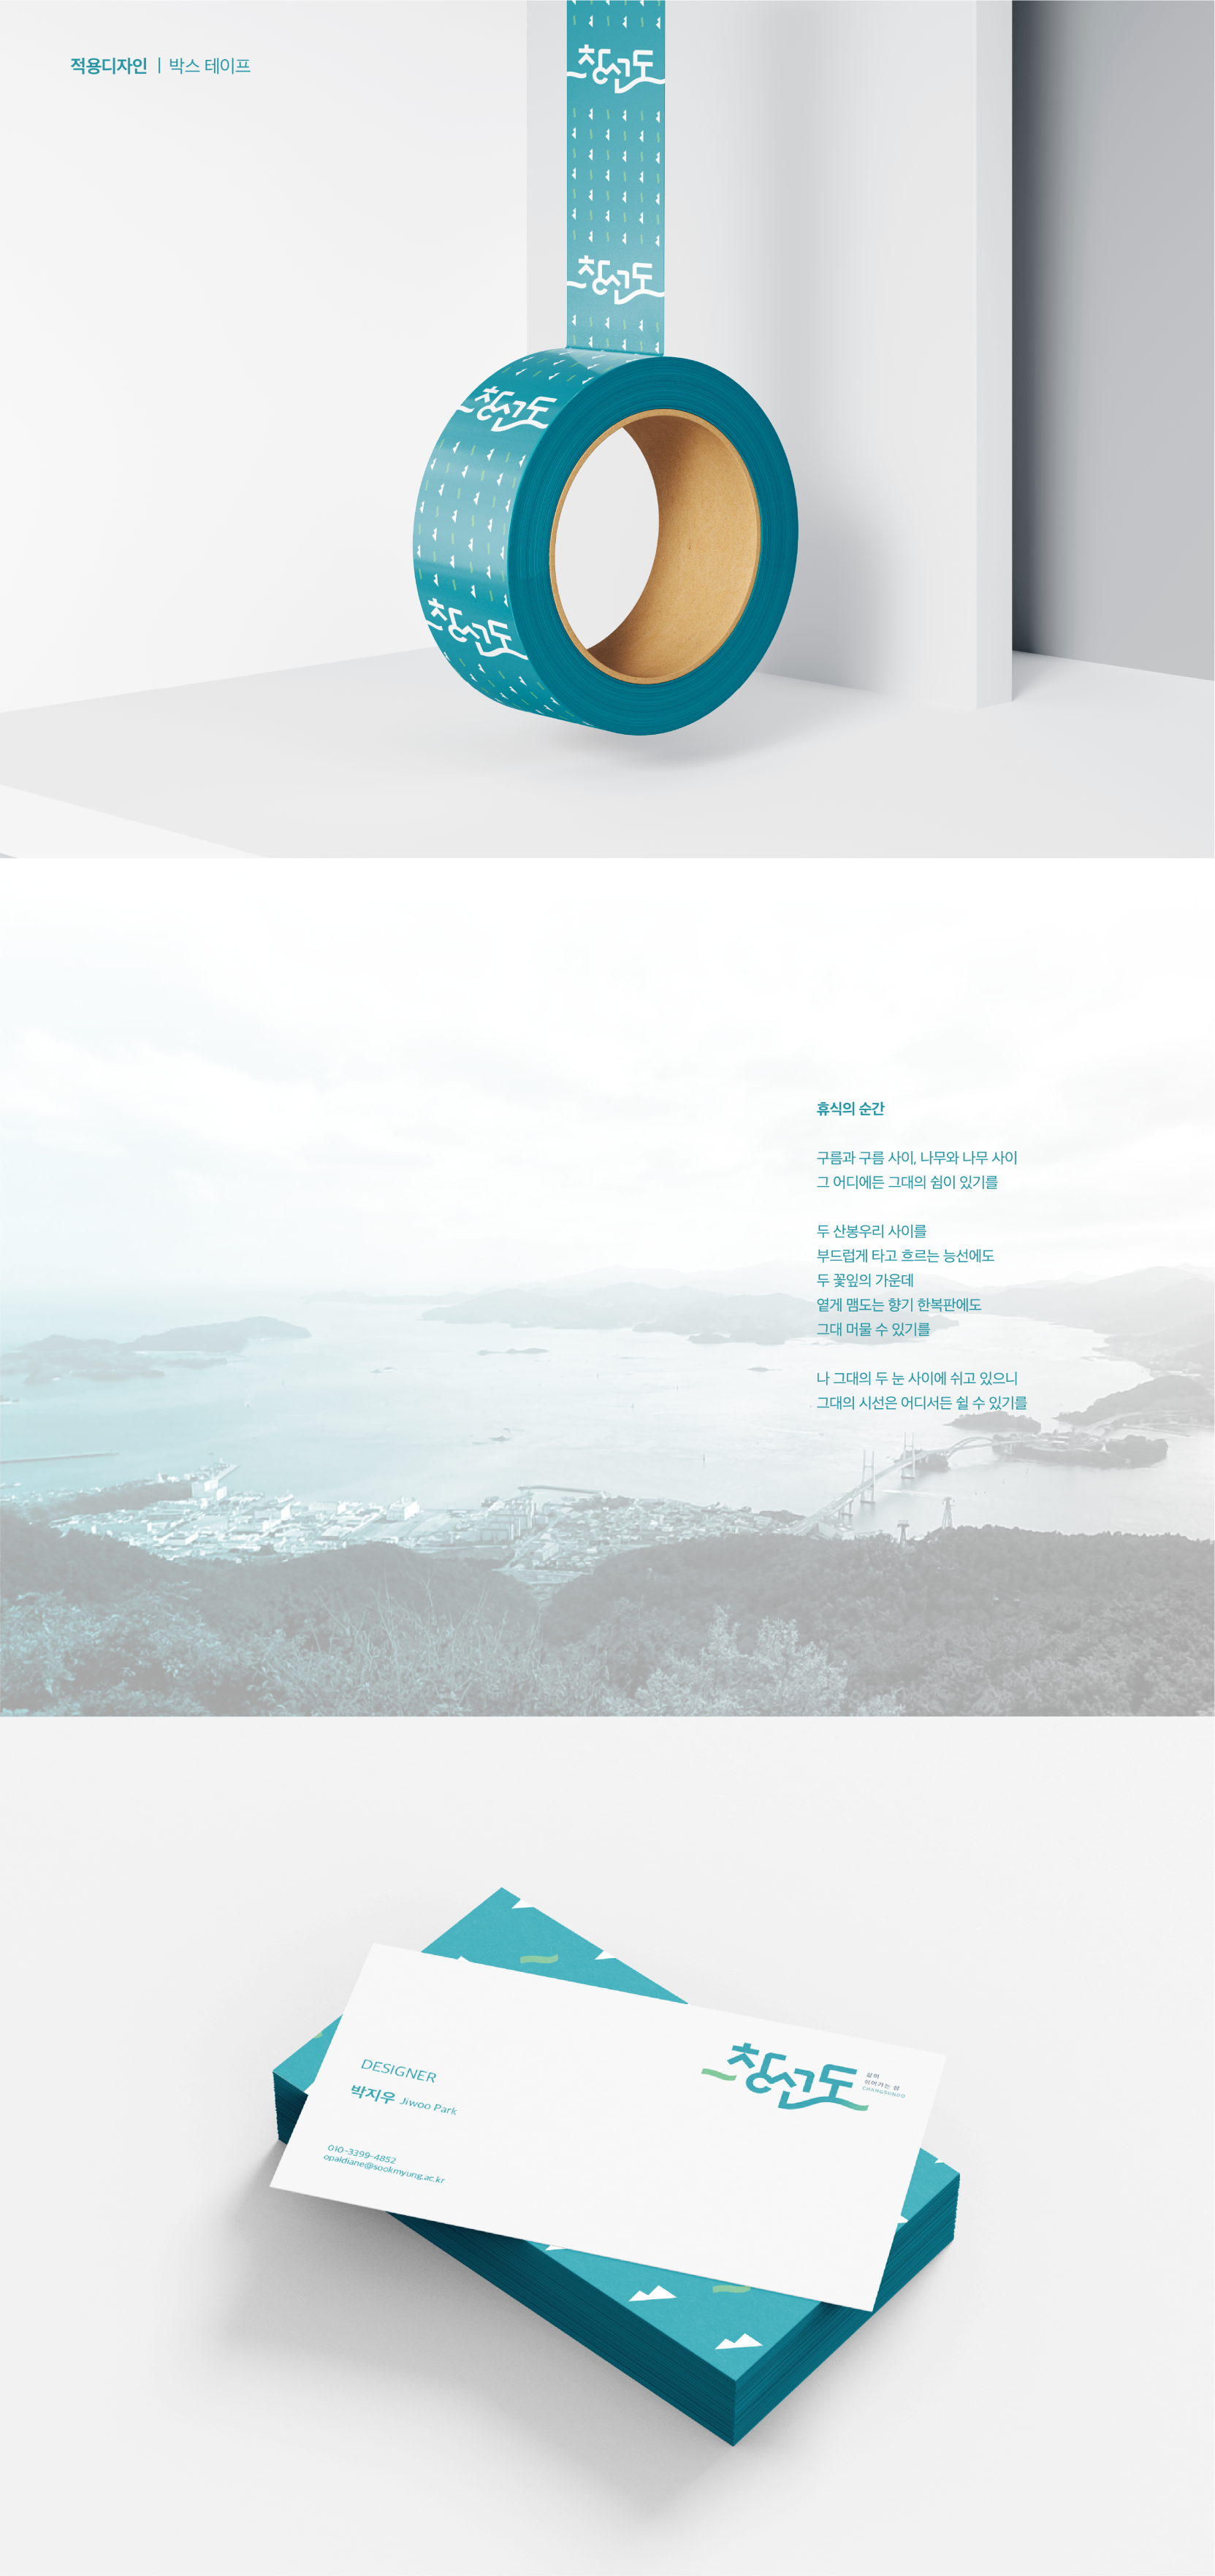 적용디자인 | 박스 테이프
창선도
창선도
창선도
창선도
휴식의 순간
구름과 구름 사이, 나무와 나무 사이
그 어디에든 그대의 쉼이 있기를
두 산봉우리 사이를
부드럽게 타고 흐르는 능선에도
두 꽃잎의 가운데
옅게 맴도는 향기 한복판에도
그대 머물 수 있기를
나 그대의 두 눈 사이에 쉬고 있으니
그대의 시선은 어디서든 쉴 수 있기를
창선도
쉬어가는 섬
CHANGSUNDO
DESIGNER
박지우 Jiwoo Park
010-3399-4852
opaldiane@sookmyung.ac.kr